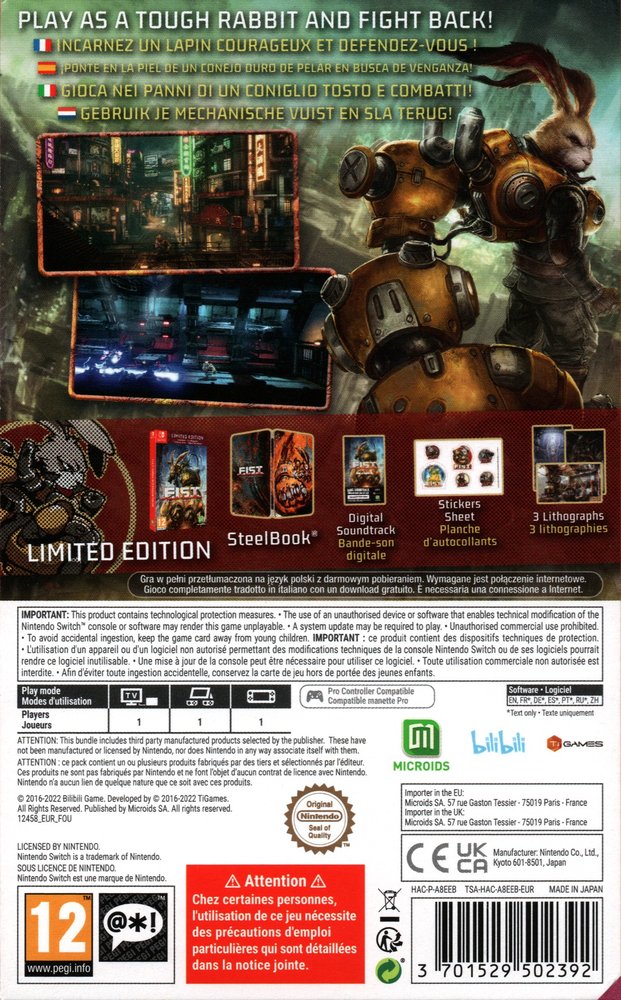 PLAY AS A TOUGH RABBIT AND FIGHT BACK!
INCARNEZ UN LAPIN COURAGEUX ET DEFENDEZ-VOUS !
¡PONTE EN LA PIEL DE UN CONEJO DURO DE PELAR EN BUSCA DE VENGANZA!
GIOCA NEI PANNI DI UN CONIGLIO TOSTO E COMBATTI!
GEBRUIK JE MECHANISCHE VUIST EN SLA TERUG!
LIMITED EDITION
F.I.S.T.
12
F.I.S.T.
F.I.S.T.
F.I.S.T.
LIMITED EDITION
SteelBook®
Digital
Soundtrack
Bande-son
digitale
Stickers
Sheet
Planche
d'autocollants
3 Lithographs
3 lithographies
Gra w pełni przetłumaczona na język polski z darmowym pobieraniem. Wymagane jest połączenie internetowe.
Gioco completamente tradotto in italiano con un download gratuito. È necessaria una connessione a Internet.
IMPORTANT: This product contains technological protection measures. • The use of an unauthorised device or software that enables technical modification of the
Nintendo Switch™ console or software may render this game unplayable. • A system update may be required to play. • Unauthorised commercial use prohibited.
• To avoid accidental ingestion, keep the game card away from young children. IMPORTANT : ce produit contient des dispositifs techniques de protection.
• L'utilisation d'un appareil ou d'un logiciel non autorisé permettant des modifications techniques de la console Nintendo Switch ou de ses logiciels pourrait
rendre ce logiciel inutilisable. • Une mise à jour de la console peut être nécessaire pour utiliser ce logiciel. • Toute utilisation commerciale non autorisée est
interdite. • Afin d'éviter toute ingestion accidentelle, conservez la carte de jeu hors de portée des jeunes enfants.
Play mode
Modes d'utilisation
TV
Players
Joueurs
1 1 1
Pro Controller Compatible
Compatible manette Pro
Software • Logiciel
EN, FR*, DE*, ES*, PT*, RU*, ZH
*Text only • Texte uniquement
ATTENTION: This bundle includes third party manufactured products selected by the publisher. These have
not been manufactured or licensed by Nintendo, nor does Nintendo in any way associate itself with them.
ATTENTION : ce pack contient un ou plusieurs produits fabriqués par des tiers et sélectionnés par l'éditeur.
Ces produits ne sont pas fabriqués par Nintendo et ne font l'objet d'aucun contrat de licence avec Nintendo.
Nintendo n'a aucun lien de quelque nature que ce soit avec ces produits.
MICROIDS
bilibili
Ti GAMES
© 2016-2022 Bilibili Game. Developed by © 2016-2022 TiGames.
All Rights Reserved. Published by Microids SA. All rights reserved.
12458_EUR_FOU
Original
Nintendo
Seal of
Quality
Importer in the EU:
Microids SA. 57 rue Gaston Tessier - 75019 Paris - France
Importer in the UK:
Microids SA. 57 rue Gaston Tessier - 75019 Paris - France
LICENSED BY NINTENDO.
Nintendo Switch is a trademark of Nintendo.
SOUS LICENCE DE NINTENDO.
Nintendo Switch est une marque de Nintendo.
CE
UK
CA
Manufacturer: Nintendo Co., Ltd.,
Kyoto 601-8501, Japan
HAC-P-A8EEB TSA-HAC-A8EEB-EUR MADE IN JAPAN
12
www.pegi.info
@*!
⚠ Attention ⚠
Chez certaines personnes,
l'utilisation de ce jeu nécessite
des précautions d'emploi
particulières qui sont détaillées
dans la notice jointe.
3 701529 502392